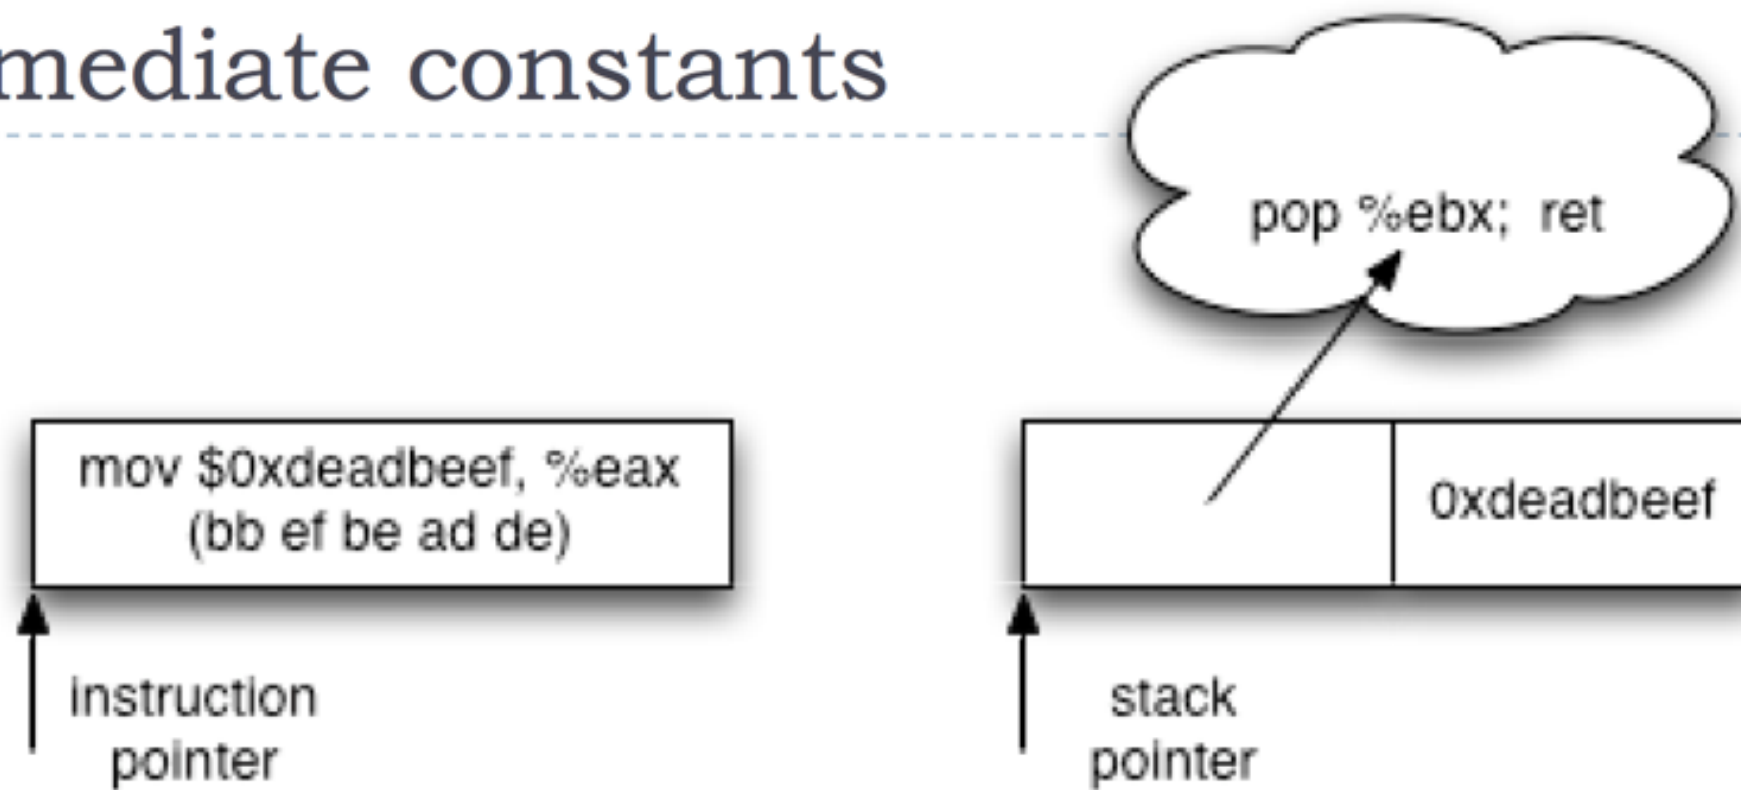 mediate constants
pop %ebx; ret
mov $0xdeadbeef, %eax
(bb ef be ad de)
0xdeadbeef
instruction
pointer
stack
pointer